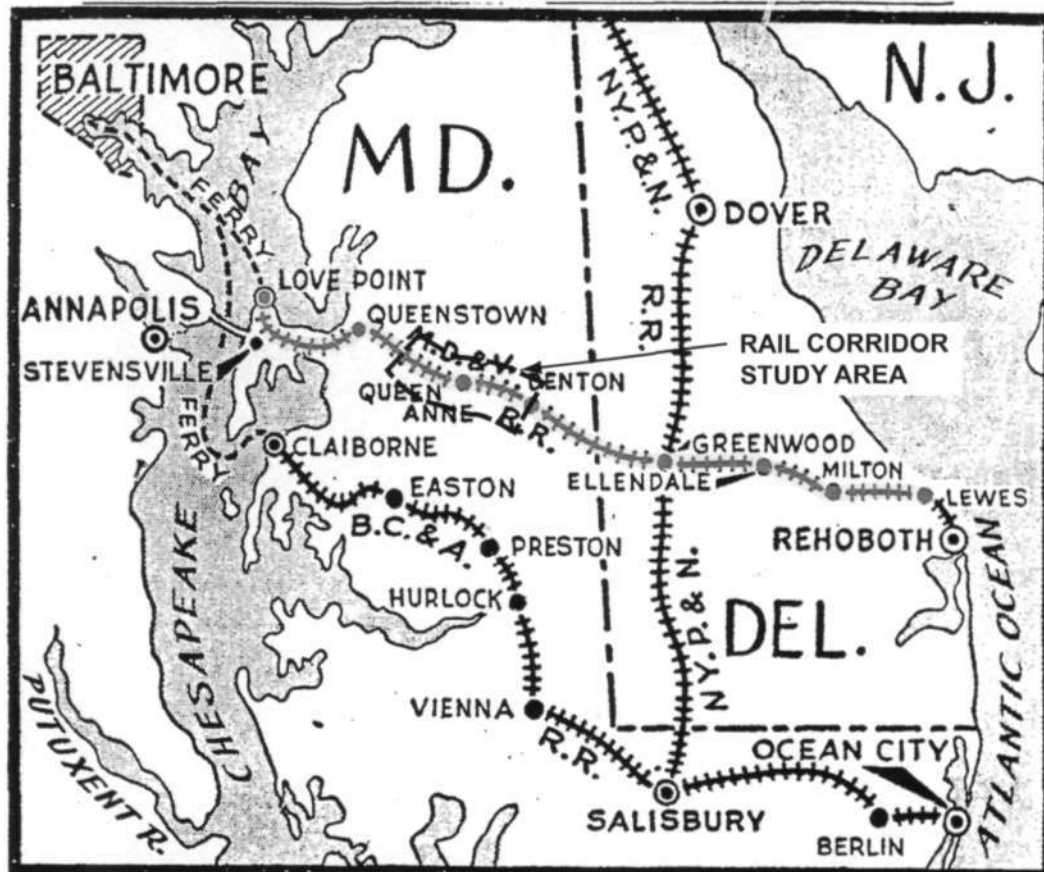 BALTIMORE
N.J.
MD.
N.Y.P.&N.
R.R.
DOVER
DELAWARE
BAY
FERRY
BAY
LOVE POINT
ANNAPOLIS
QUEENSTOWN
STEVENSVILLE
M.D.&V.
RAIL CORRIDOR
STUDY AREA
DENTON
QUEEN
ANNE
B.R.
FERRY
CLAIBORNE
GREENWOOD
ELLENDALE
MILTON
LEWES
EASTON
B.C.&A.
PRESTON
REHOBOTH
HURLOCK
CHESAPEAKE
N.Y.P.&N.
DEL.
ATLANTIC OCEAN
PUTUXENT R.
VIENNA
R.R.
OCEAN CITY
SALISBURY
BERLIN